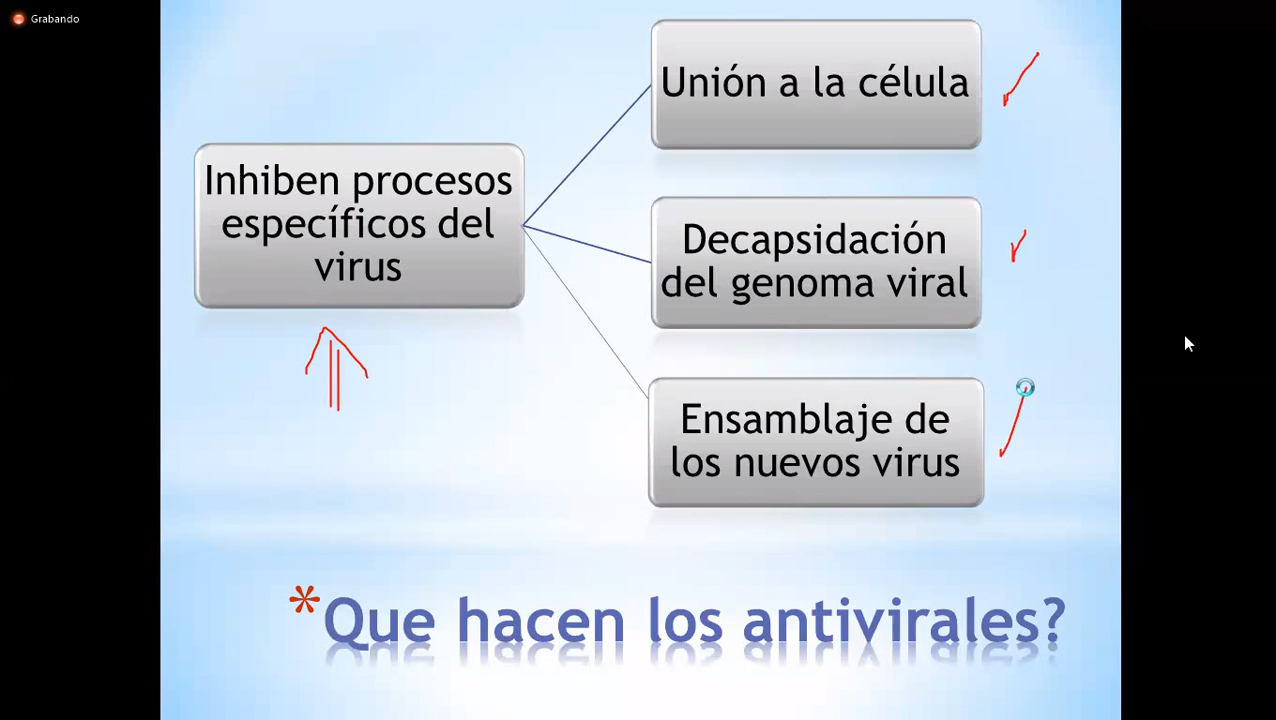 Grabando
Inhiben procesos
específicos del
virus
Unión a la célula
Decapsidación
del genoma viral
Ensamblaje de
los nuevos virus
*Que hacen los antivirales?